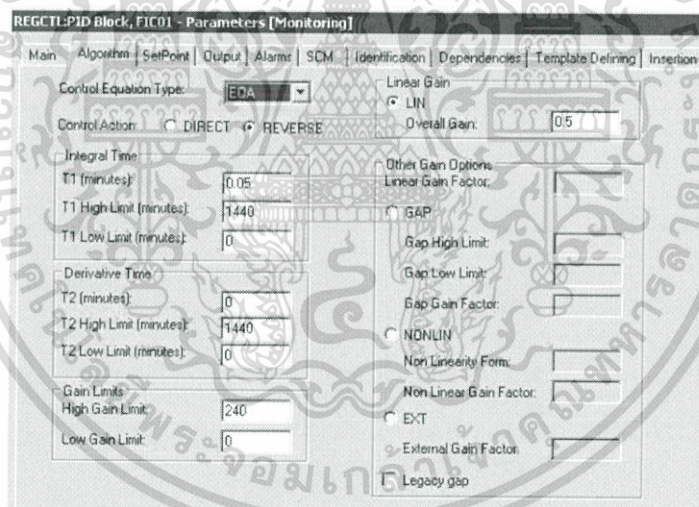 REGCTL:PID Block, FIC01 - Parameters [Monitoring]
Main Algorithm SetPoint Output Alarms SCM Identification Dependencies Template Defining Insertion
Control Equation Type: EQA
Control Action: DIRECT REVERSE
Integral Time
T1 (minutes): 0.05
T1 High Limit (minutes): 1440
T1 Low Limit (minutes): 0
Derivative Time
T2 (minutes): 0
T2 High Limit (minutes): 1440
T2 Low Limit (minutes): 0
Gain Limits
High Gain Limit: 240
Low Gain Limit: 0
Linear Gain
LIN
Overall Gain: 0.5
Other Gain Options
Linear Gain Factor:
GAP
Gap High Limit:
Gap Low Limit:
Gap Gain Factor:
NONLIN
Non Linearity Form:
Non Linear Gain Factor:
EXT
External Gain Factor:
Legacy gap